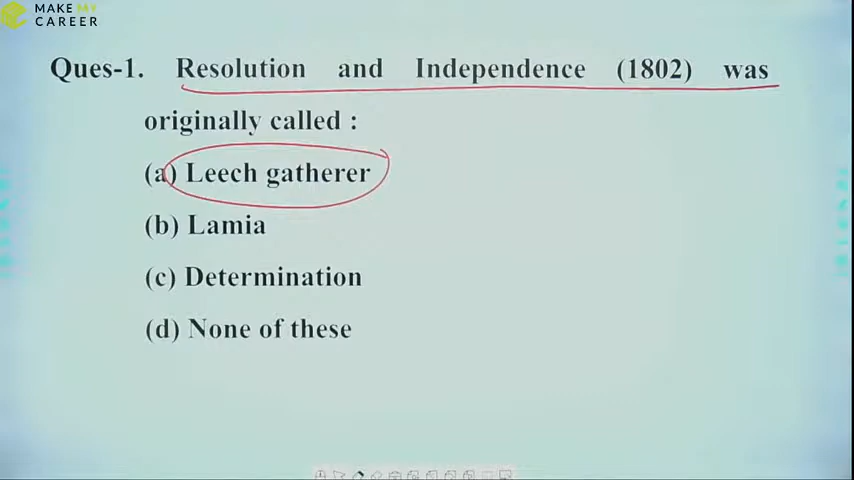 MAKE MY
CAREER
Ques-1. Resolution and Independence (1802) was
originally called :
(a) Leech gatherer
(b) Lamia
(c) Determination
(d) None of these